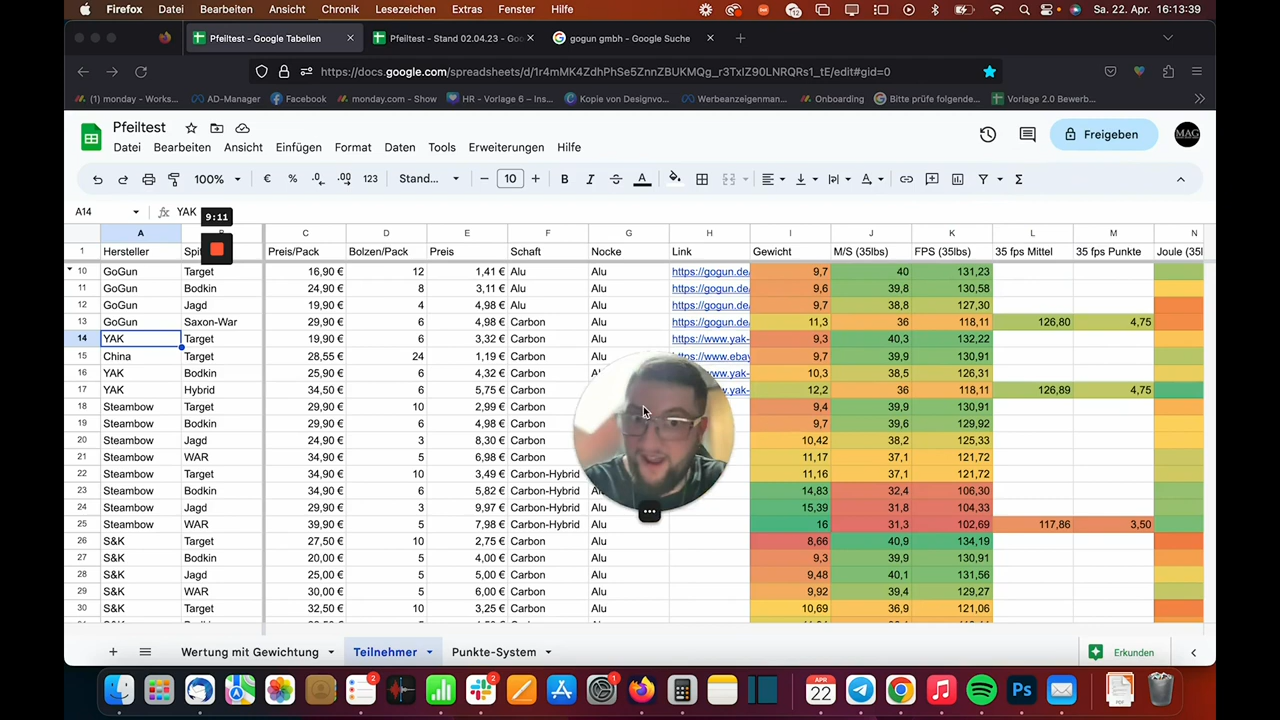 Firefox Datei Bearbeiten Ansicht Chronik Lesezeichen Extras Fenster Hilfe Sa. 22. Apr. 16:13:39
Pfeiltest - Google Tabellen Pfeiltest - Stand 02.04.23 - Go gogun gmbh - Google Suche
https://docs.google.com/spreadsheets/d/1r4mMK4ZdhPhSe5ZnnZBUKMQg_r3TxIZ90LNRQRs1_tE/edit#gid=0
(1) monday - Works... AD-Manager Facebook monday.com - Show HR - Vorlage 6 – Ins... Kopie von Designvo... Werbeanzeigenman... Onboarding Bitte prüfe folgende... Vorlage 2.0 Bewerb...
Pfeiltest
Freigeben
MAG
Datei Bearbeiten Ansicht Einfügen Format Daten Tools Erweiterungen Hilfe
100% € % .0 .00 123 Stand... 10 B I S A
A14 YAK
9:11
A C D E F G H I J K L M N
1 Hersteller Spit Preis/Pack Bolzen/Pack Preis Schaft Nocke Link Gewicht M/S (35lbs) FPS (35lbs) 35 fps Mittel 35 fps Punkte Joule (35l
10 GoGun Target 16,90 € 12 1,41 € Alu Alu https://gogun.de/ 9,7 40 131,23
11 GoGun Bodkin 24,90 € 8 3,11 € Alu Alu https://gogun.de/ 9,6 39,8 130,58
12 GoGun Jagd 19,90 € 4 4,98 € Alu Alu https://gogun.de/ 9,7 38,8 127,30
13 GoGun Saxon-War 29,90 € 6 4,98 € Carbon Alu https://gogun.de/ 11,3 36 118,11 126,80 4,75
14 YAK Target 19,90 € 6 3,32 € Carbon Alu https://www.yak- 9,3 40,3 132,22
15 China Target 28,55 € 24 1,19 € Carbon Alu https://www.ebay 9,7 39,9 130,91
16 YAK Bodkin 25,90 € 6 4,32 € Carbon yak- 10,3 38,5 126,31
17 YAK Hybrid 34,50 € 6 5,75 € Carbon yak- 12,2 36 118,11 126,89 4,75
18 Steambow Target 29,90 € 10 2,99 € Carbon 9,4 39,9 130,91
19 Steambow Bodkin 29,90 € 6 4,98 € Carbon 9,7 39,6 129,92
20 Steambow Jagd 24,90 € 3 8,30 € Carbon 10,42 38,2 125,33
21 Steambow WAR 34,90 € 5 6,98 € Carbon 11,17 37,1 121,72
22 Steambow Target 34,90 € 10 3,49 € Carbon-Hybrid 11,16 37,1 121,72
23 Steambow Bodkin 34,90 € 6 5,82 € Carbon-Hybrid Alu 14,83 32,4 106,30
24 Steambow Jagd 29,90 € 3 9,97 € Carbon-Hybrid Alu 15,39 31,8 104,33
25 Steambow WAR 39,90 € 5 7,98 € Carbon-Hybrid Alu 16 31,3 102,69 117,86 3,50
26 S&K Target 27,50 € 10 2,75 € Carbon Alu 8,66 40,9 134,19
27 S&K Bodkin 20,00 € 5 4,00 € Carbon Alu 9,3 39,9 130,91
28 S&K Jagd 25,00 € 5 5,00 € Carbon Alu 9,48 40,1 131,56
29 S&K WAR 30,00 € 5 6,00 € Carbon Alu 9,92 39,4 129,27
30 S&K Target 32,50 € 10 3,25 € Carbon Alu 10,69 36,9 121,06
Wertung mit Gewichtung Teilnehmer Punkte-System Erkunden
2 2 1 APR 22 Ps PDF